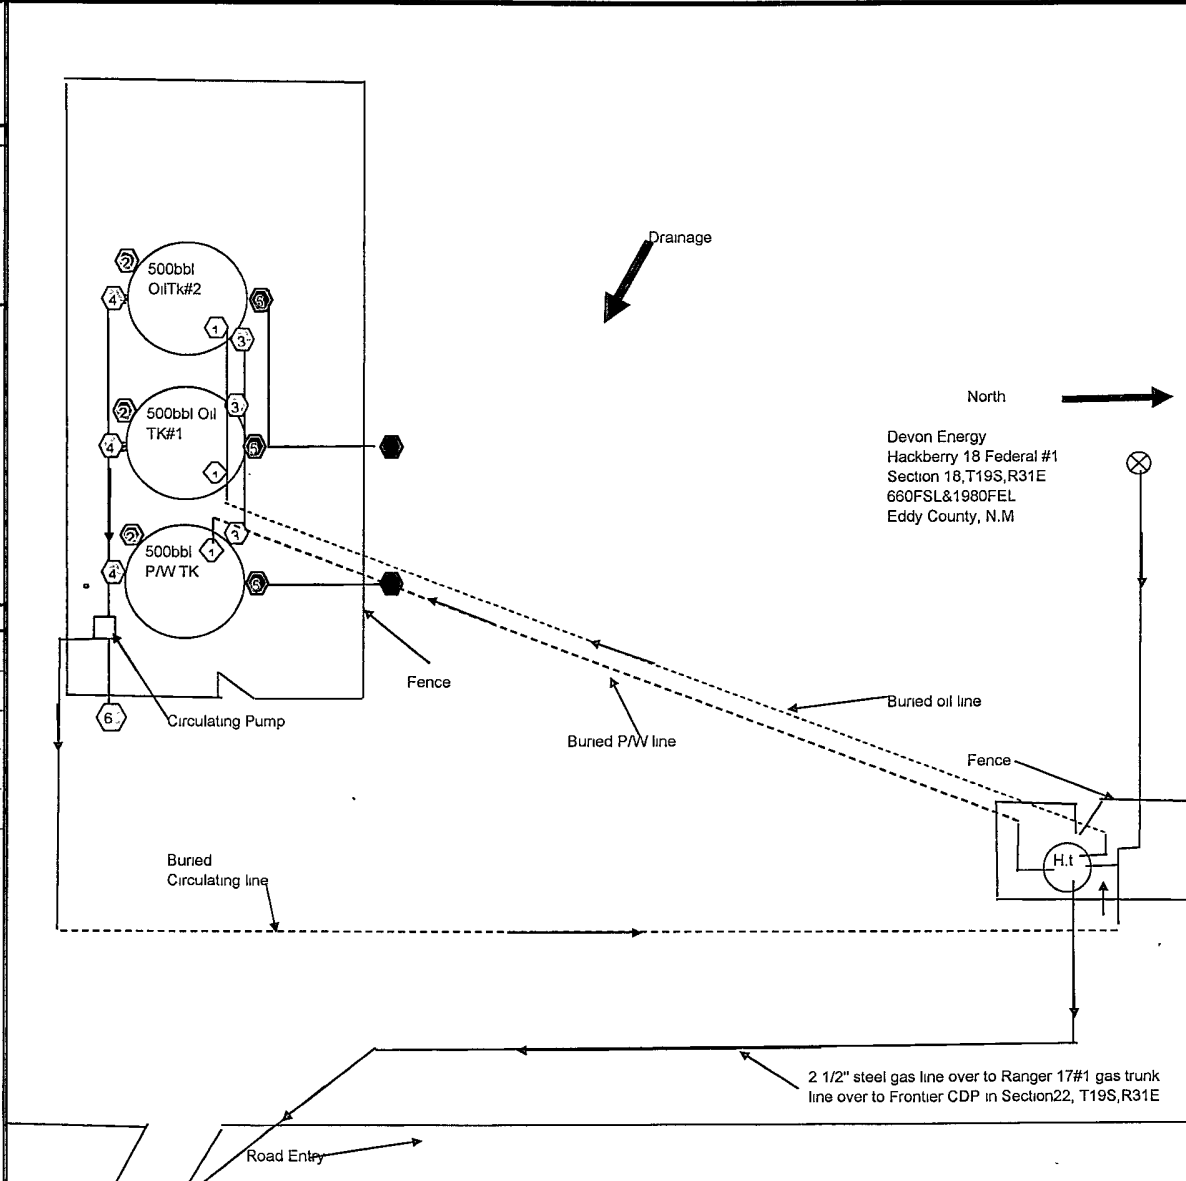 Drainage
2
500bbl
OilTk#2
4
5
1
3
North
2
500bbl Oil
TK#1
3
4
5
1
Devon Energy
Hackberry 18 Federal #1
Section 18,T19S,R31E
660FSL&1980FEL
Eddy County, N.M
2
3
500bbl
P/W TK
1
4
5
Fence
Buried oil line
6
Circulating Pump
Buried P/W line
Fence
H.t
Buried
Circulating line
2 1/2" steel gas line over to Ranger 17#1 gas trunk
line over to Frontier CDP in Section22, T19S,R31E
Road Entry